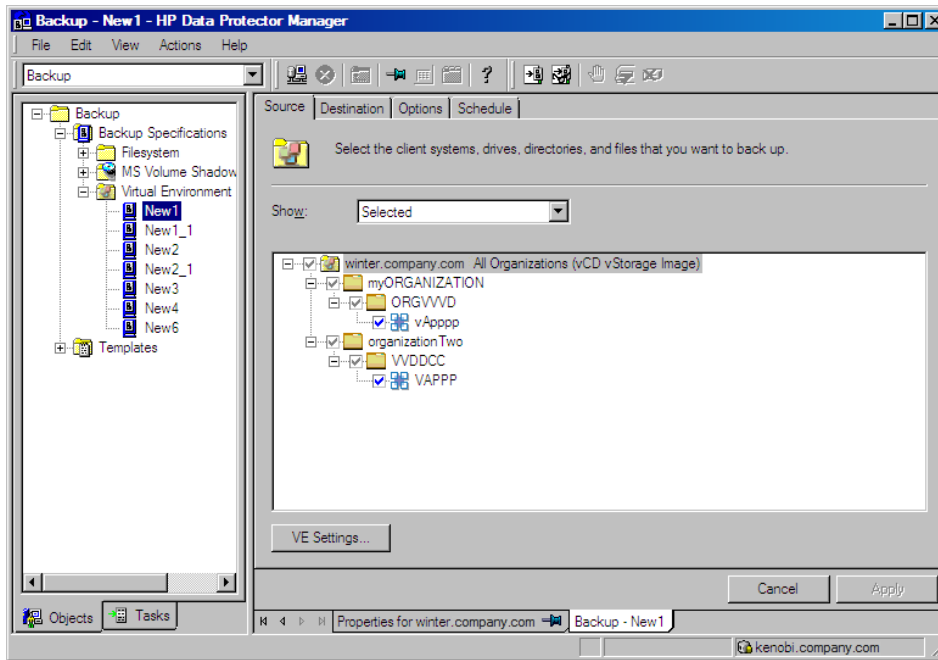 Backup - New1 - HP Data Protector Manager
File Edit View Actions Help
Backup
Backup
Backup Specifications
Filesystem
MS Volume Shadow
Virtual Environment
New1
New1_1
New2
New2_1
New3
New4
New6
Templates
Objects Tasks
Source Destination Options Schedule
Select the client systems, drives, directories, and files that you want to back up.
Show: Selected
winter.company.com All Organizations (vCD vStorage Image)
myORGANIZATION
ORGVVVD
vApppp
organizationTwo
VVDDCC
VAPPP
VE Settings...
Cancel Apply
Properties for winter.company.com Backup - New1
kenobi.company.com